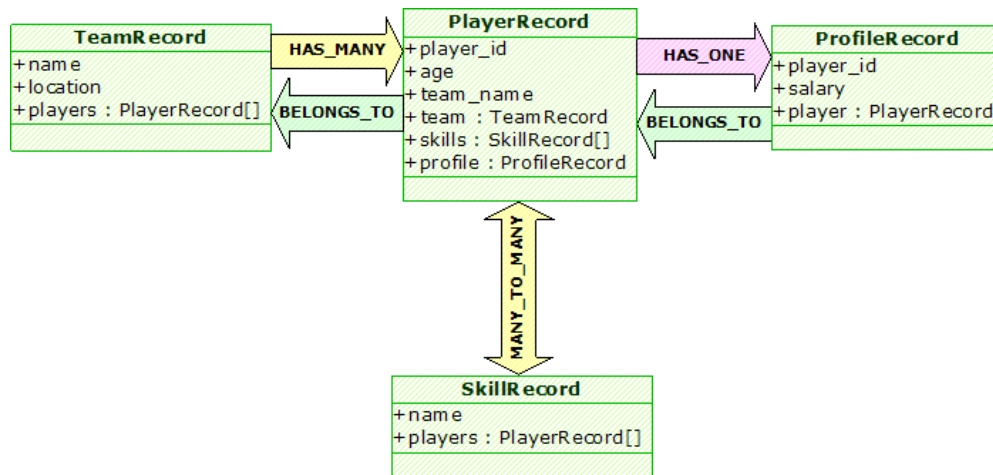 TeamRecord
+name
+location
+players : PlayerRecord[]
HAS_MANY
BELONGS_TO
PlayerRecord
+player_id
+age
+team_name
+team : TeamRecord
+skills : SkillRecord[]
+profile : ProfileRecord
HAS_ONE
BELONGS_TO
ProfileRecord
+player_id
+salary
+player : PlayerRecord
MANY_TO_MANY
SkillRecord
+name
+players : PlayerRecord[]